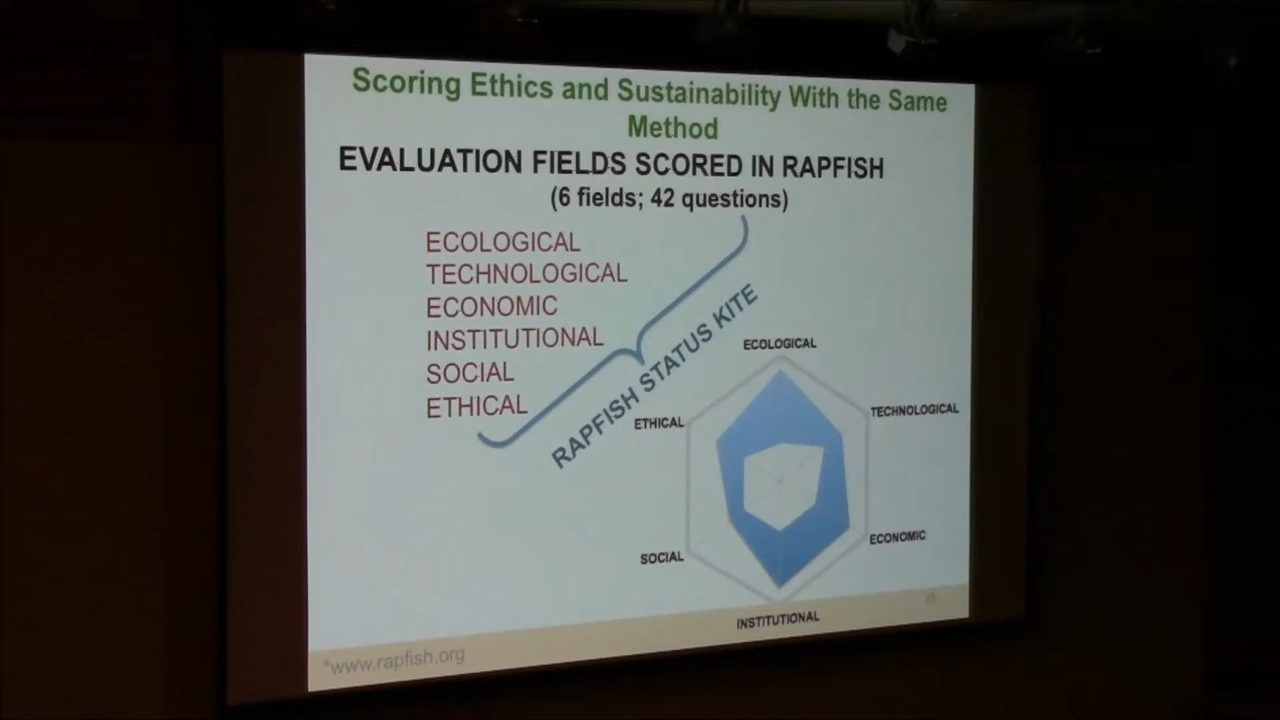 Scoring Ethics and Sustainability With the Same
Method
EVALUATION FIELDS SCORED IN RAPFISH
(6 fields; 42 questions)
ECOLOGICAL
TECHNOLOGICAL
ECONOMIC
INSTITUTIONAL
SOCIAL
ETHICAL
RAPFISH STATUS KITE
ECOLOGICAL
TECHNOLOGICAL
ECONOMIC
INSTITUTIONAL
SOCIAL
ETHICAL
*www.rapfish.org